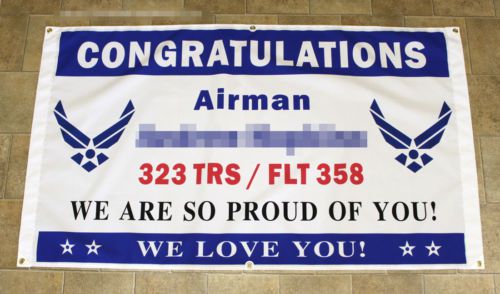 CONGRATULATIONS
Airman
323 TRS / FLT 358
WE ARE SO PROUD OF YOU!
WE LOVE YOU!